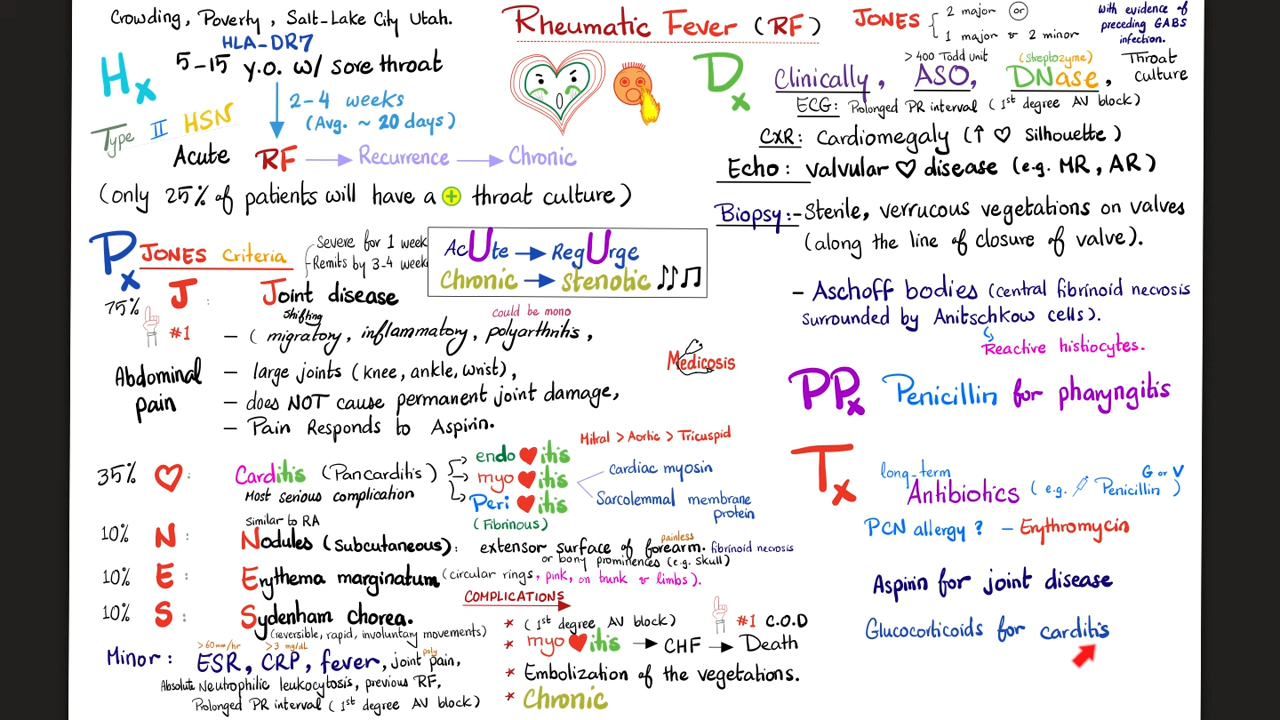 Crowding, Poverty, Salt-Lake City Utah.
HLA-DR7
Hx 5-15 y.o. w/ sore throat
2-4 weeks
(Avg. ~ 20 days)
Type II HSN
Acute RF → Recurrence → Chronic
(only 25% of patients will have a + throat culture)
Rheumatic Fever (RF)
JONES { 2 major or
1 major & 2 minor
with evidence of
preceding GABS
infection.
> 400 Todd unit
(Streptozyme)
Dx Clinically, ASO, DNase, Throat
culture
ECG: Prolonged PR interval (1st degree AV block)
CXR: Cardiomegaly (↑ ♡ Silhouette)
Echo: valvular ♡ disease (e.g. MR, AR)
Biopsy:- Sterile, verrucous vegetations on valves
(along the line of closure of valve).
- Aschoff bodies (central fibrinoid necrosis
surrounded by Anitschkow cells).
Reactive histiocytes.
PPx Penicillin for pharyngitis
Tx long-term
Antibiotics (e.g. Penicillin G or V)
PCN allergy? - Erythromycin
Aspirin for joint disease
Glucocorticoids for carditis
Px JONES Criteria
Severe for 1 week
Remits by 3-4 week
AcUte → RegUrge
Chronic → Stenotic ♪♪♫
75% J : Joint disease
#1
shifting
could be mono
- (migratory, inflammatory, polyarthritis,
Abdominal
pain
- large joints (knee, ankle, wrist),
- does NOT cause permanent joint damage,
- Pain Responds to Aspirin.
Medicosis
Mitral > Aortic > Tricuspid
35% ♡ : Carditis (Pancarditis)
Most serious complication
endo ♥ itis
myo ♥ itis
Peri ♥ itis
(Fibrinous)
cardiac myosin
Sarcolemmal membrane
protein
Similar to RA
10% N : Nodules (Subcutaneous): extensor surface of forearm. painless fibrinoid necrosis
or bony prominences (e.g. skull)
10% E : Erythema marginatum (circular rings, pink, on trunk & limbs).
10% S : Sydenham chorea.
(reversible, rapid, involuntary movements)
> 60 mm/hr
> 3 mg/dL
poly
Minor: ESR, CRP, fever, joint pain,
Absolute Neutrophilic leukocytosis, previous RF,
Prolonged PR interval (1st degree AV block)
COMPLICATIONS
* (1st degree AV block)
#1 C.O.D
* myo ♥ itis → CHF → Death
* Embolization of the vegetations.
* Chronic